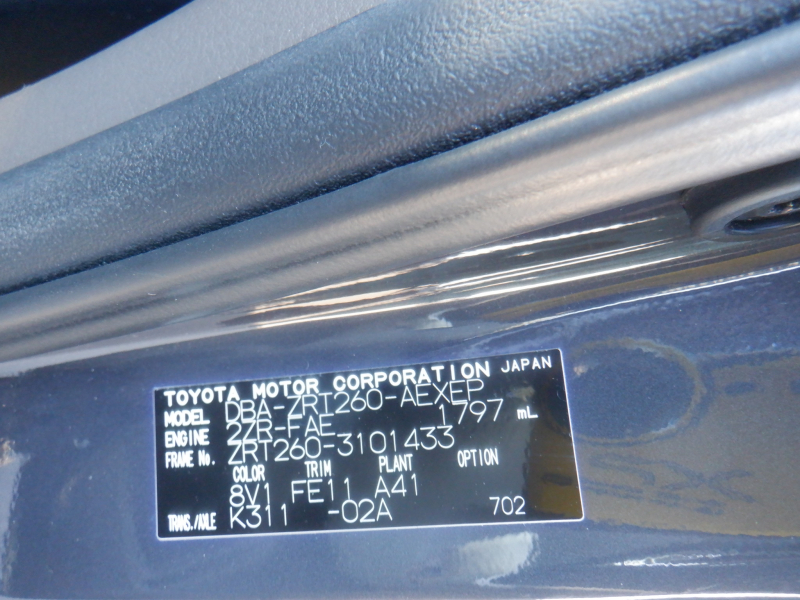 TOYOTA MOTOR CORPORATION JAPAN
MODEL DBA-ZRT260-AEXEP
ENGINE 2ZR-FAE 1797 mL
FRAME No. ZRT260-3101433
COLOR TRIM PLANT OPTION
8V1 FE11 A41
TRANS./AXLE K311 -02A 702